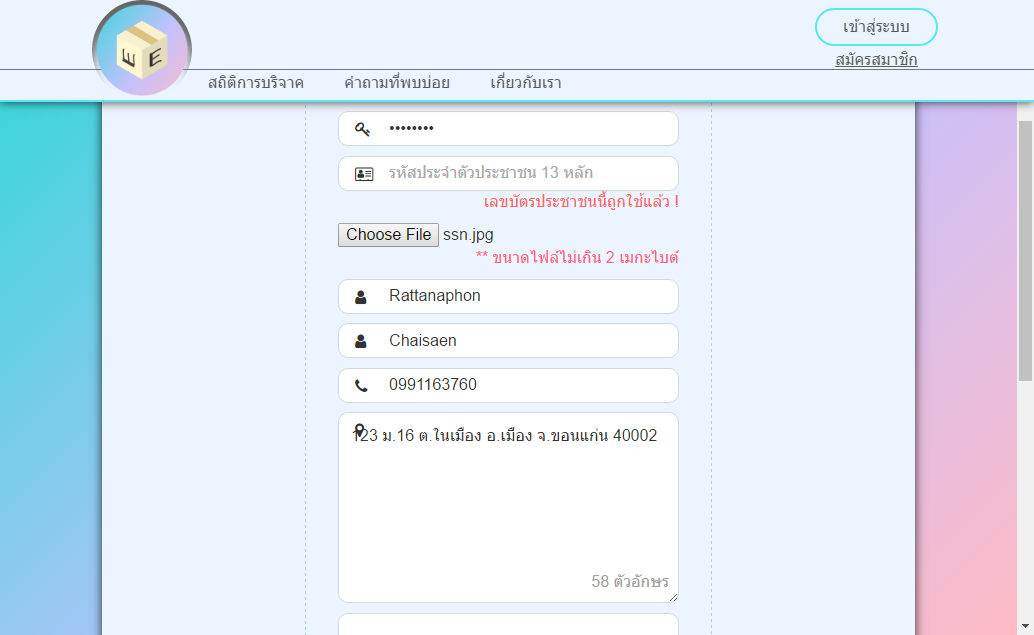 เข้าสู่ระบบ
สมัครสมาชิก
W E
สถิติการบริจาค คำถามที่พบบ่อย เกี่ยวกับเรา
••••••••
รหัสประจำตัวประชาชน 13 หลัก
เลขบัตรประชาชนนี้ถูกใช้แล้ว !
Choose File ssn.jpg
** ขนาดไฟล์ไม่เกิน 2 เมกะไบต์
Rattanaphon
Chaisaen
0991163760
123 ม.16 ต.ในเมือง อ.เมือง จ.ขอนแก่น 40002
58 ตัวอักษร